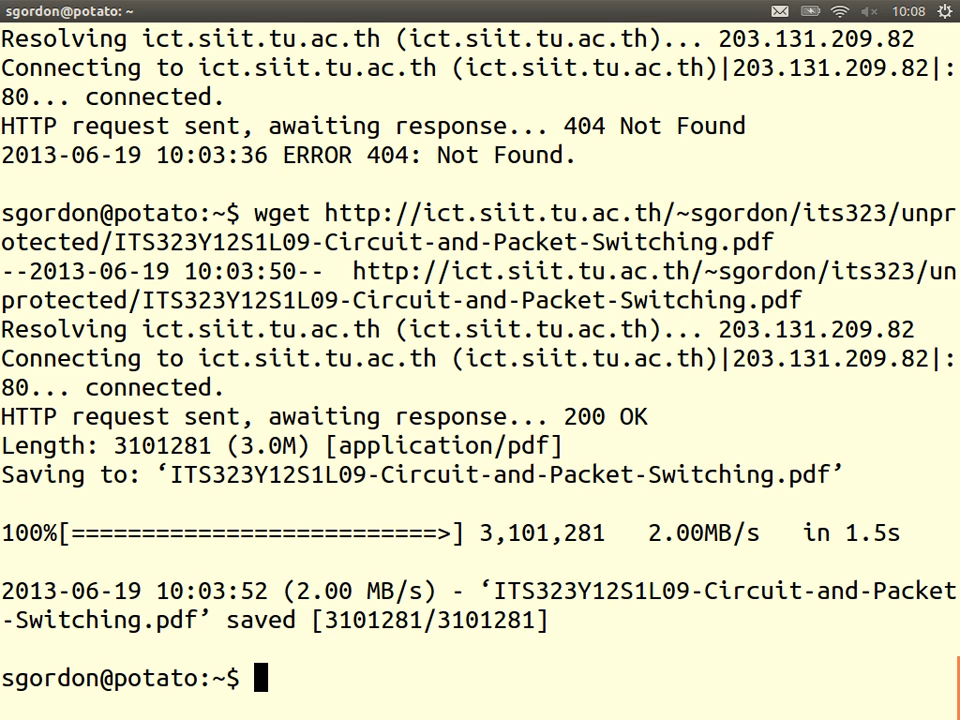 sgordon@potato: ~ 10:08
Resolving ict.siit.tu.ac.th (ict.siit.tu.ac.th)... 203.131.209.82
Connecting to ict.siit.tu.ac.th (ict.siit.tu.ac.th)|203.131.209.82|:
80... connected.
HTTP request sent, awaiting response... 404 Not Found
2013-06-19 10:03:36 ERROR 404: Not Found.
sgordon@potato:~$ wget http://ict.siit.tu.ac.th/~sgordon/its323/unpr
otected/ITS323Y12S1L09-Circuit-and-Packet-Switching.pdf
--2013-06-19 10:03:50--  http://ict.siit.tu.ac.th/~sgordon/its323/un
protected/ITS323Y12S1L09-Circuit-and-Packet-Switching.pdf
Resolving ict.siit.tu.ac.th (ict.siit.tu.ac.th)... 203.131.209.82
Connecting to ict.siit.tu.ac.th (ict.siit.tu.ac.th)|203.131.209.82|:
80... connected.
HTTP request sent, awaiting response... 200 OK
Length: 3101281 (3.0M) [application/pdf]
Saving to: ‘ITS323Y12S1L09-Circuit-and-Packet-Switching.pdf’
100%[==========================>] 3,101,281   2.00MB/s   in 1.5s
2013-06-19 10:03:52 (2.00 MB/s) - ‘ITS323Y12S1L09-Circuit-and-Packet
-Switching.pdf’ saved [3101281/3101281]
sgordon@potato:~$